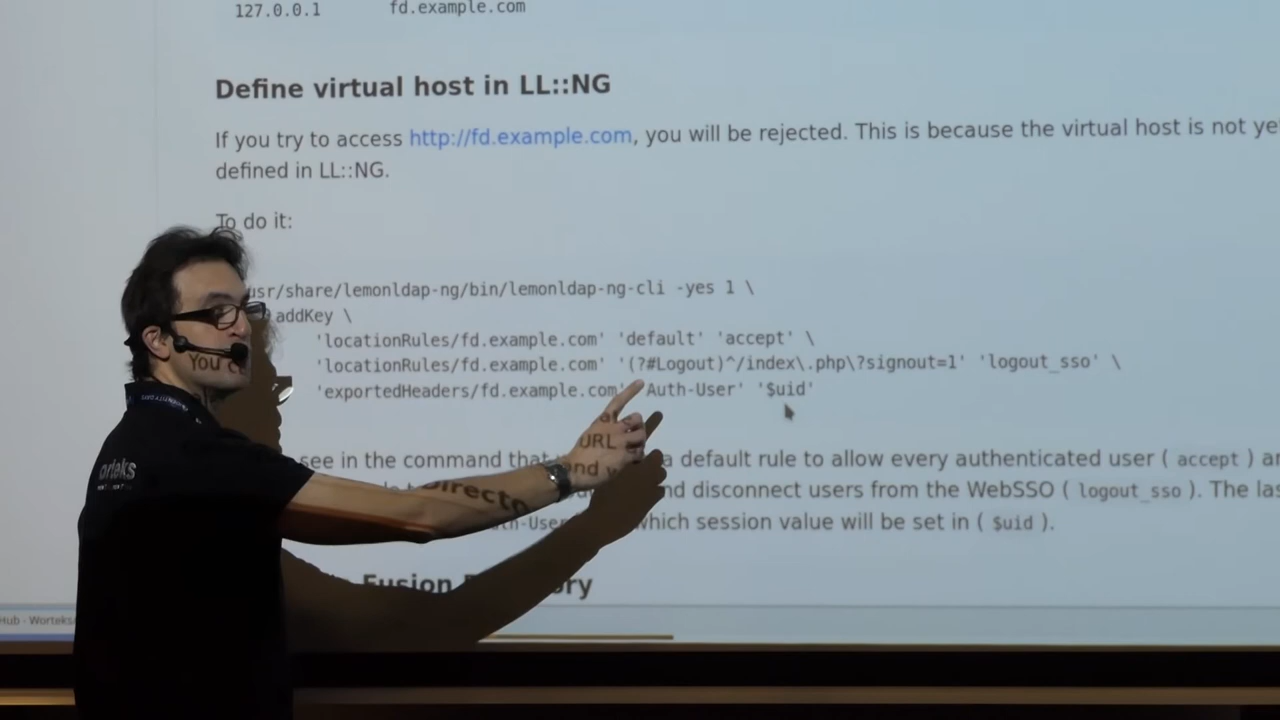 127.0.0.1 fd.example.com
Define virtual host in LL::NG
If you try to access http://fd.example.com, you will be rejected. This is because the virtual host is not
defined in LL::NG.
To do it:
usr/share/lemonldap-ng/bin/lemonldap-ng-cli -yes 1 \
addKey \
'locationRules/fd.example.com' 'default' 'accept' \
'locationRules/fd.example.com' '(?#Logout)^/index\.php\?signout=1' 'logout_sso' \
'exportedHeaders/fd.example.com' 'Auth-User' '$uid'
You
see in the command that a default rule to allow every authenticated user ( accept )
URL and disconnect users from the WebSSO ( logout_sso ). The
which session value will be set in ( $uid ).
Fusion
orteks